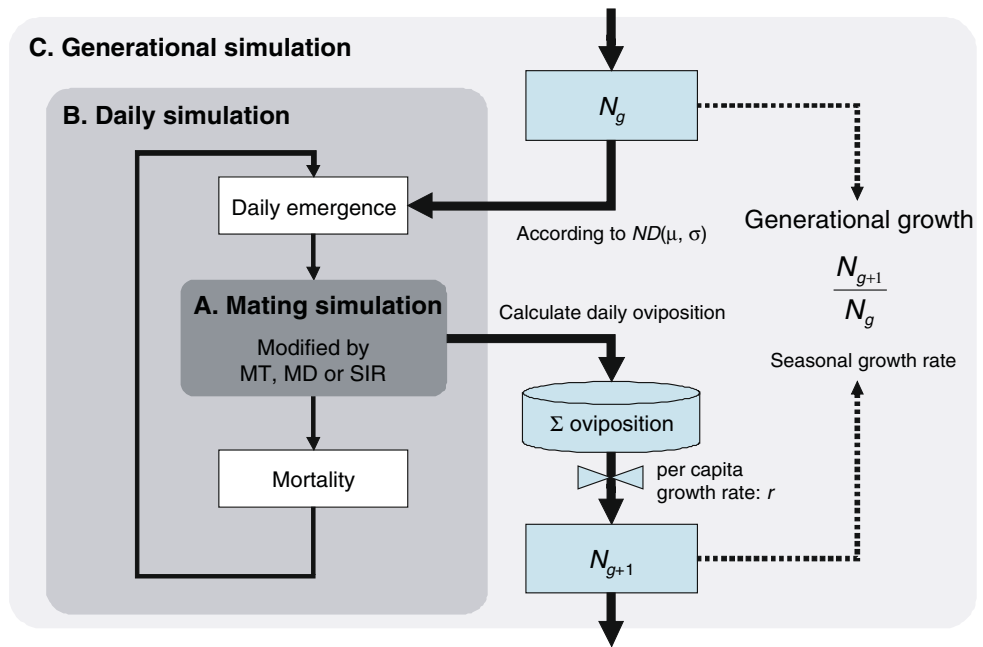 C. Generational simulation
B. Daily simulation
N_g
Daily emergence
According to ND(μ, σ)
Generational growth
N_{g+1}
N_g
Seasonal growth rate
A. Mating simulation
Modified by
MT, MD or SIR
Calculate daily oviposition
Σ oviposition
per capita
growth rate: r
Mortality
N_{g+1}